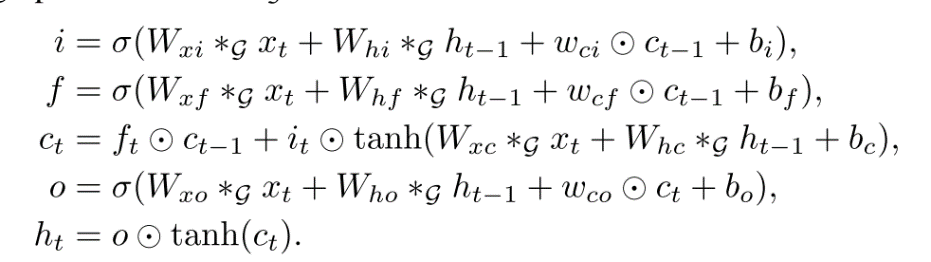 i = σ(W_{xi} *_𝒢 x_t + W_{hi} *_𝒢 h_{t−1} + w_{ci} ⊙ c_{t−1} + b_i),
f = σ(W_{xf} *_𝒢 x_t + W_{hf} *_𝒢 h_{t−1} + w_{cf} ⊙ c_{t−1} + b_f),
c_t = f_t ⊙ c_{t−1} + i_t ⊙ tanh(W_{xc} *_𝒢 x_t + W_{hc} *_𝒢 h_{t−1} + b_c),
o = σ(W_{xo} *_𝒢 x_t + W_{ho} *_𝒢 h_{t−1} + w_{co} ⊙ c_t + b_o),
h_t = o ⊙ tanh(c_t).